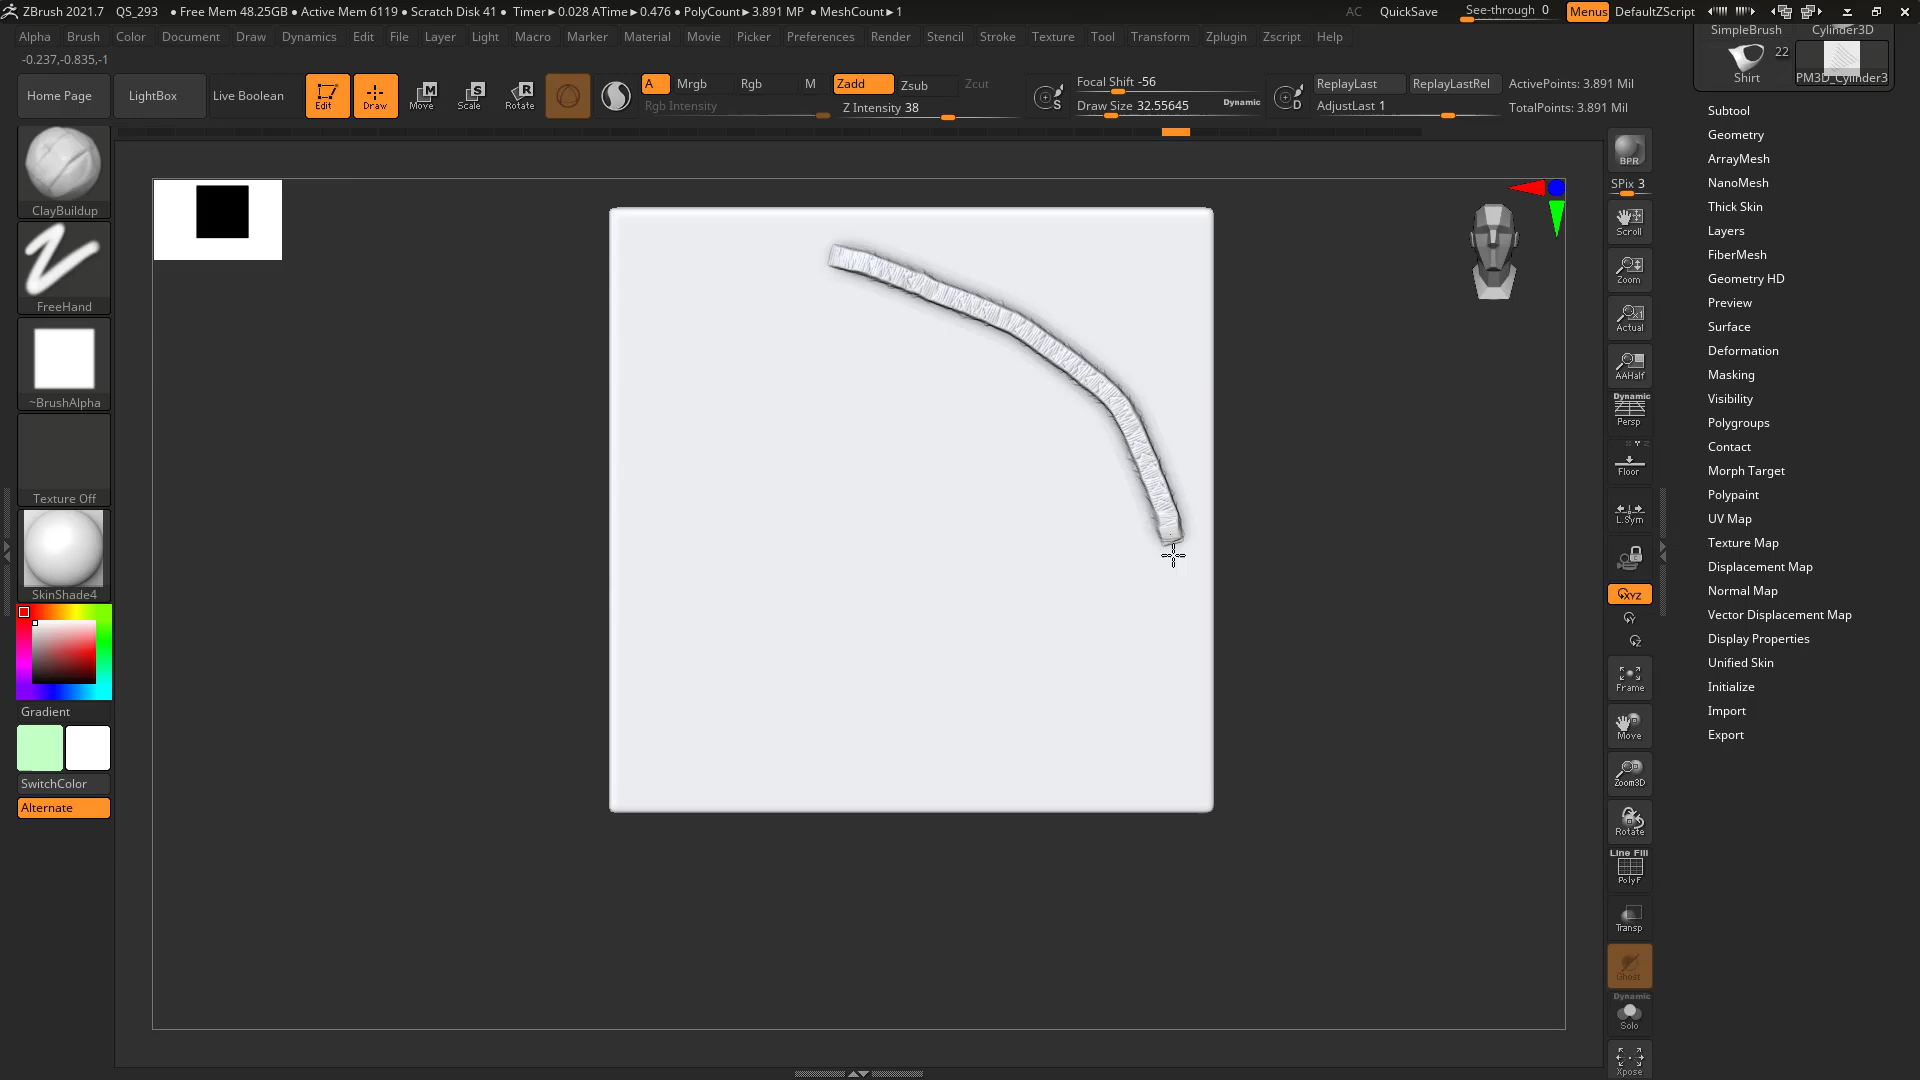 ZBrush 2021.7 QS_293 ● Free Mem 48.25GB ● Active Mem 6119 ● Scratch Disk 41 ● Timer►0.028 ATime►0.476 ● PolyCount►3.891 MP ● MeshCount►1 AC QuickSave See-through 0 Menus DefaultZScript
Alpha Brush Color Document Draw Dynamics Edit File Layer Light Macro Marker Material Movie Picker Preferences Render Stencil Stroke Texture Tool Transform Zplugin Zscript Help
SimpleBrush Cylinder3D
-0.237,-0.835,-1
22
Shirt PM3D_Cylinder3
Home Page LightBox Live Boolean Edit Draw Move Scale Rotate
M S R
A Mrgb Rgb M Zadd Zsub Zcut
Rgb Intensity Z Intensity 38
Focal Shift -56
Draw Size 32.55645 Dynamic
S D
ReplayLast ReplayLastRel ActivePoints: 3.891 Mil
AdjustLast 1 TotalPoints: 3.891 Mil
ClayBuildup
FreeHand
~BrushAlpha
Texture Off
SkinShade4
Gradient
SwitchColor
Alternate
BPR
SPix 3
Scroll
Zoom
Actual
AAHalf
Dynamic
Persp
Floor
L.Sym
XYZ
Y
Z
Frame
Move
Zoom3D
Rotate
Line Fill
PolyF
Transp
Ghost
Dynamic
Solo
Xpose
Subtool
Geometry
ArrayMesh
NanoMesh
Thick Skin
Layers
FiberMesh
Geometry HD
Preview
Surface
Deformation
Masking
Visibility
Polygroups
Contact
Morph Target
Polypaint
UV Map
Texture Map
Displacement Map
Normal Map
Vector Displacement Map
Display Properties
Unified Skin
Initialize
Import
Export